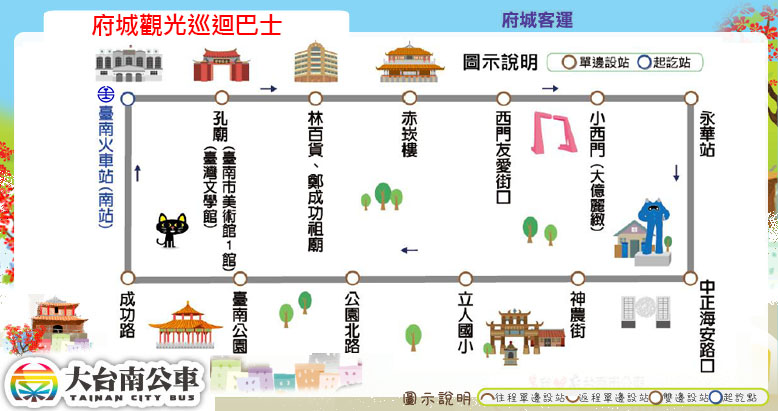 府城觀光巡迴巴士
府城客運
圖示說明
單邊設站
起訖站
臺南火車站(南站)
孔廟(臺南市美術館1館)
(臺灣文學館)
林百貨、鄭成功祖廟
赤崁樓
西門友愛街口
小西門(大億麗緻)
永華站
中正海安路口
神農街
立人國小
公園北路
臺南公園
成功路
大台南公車
TAINAN CITY BUS
圖示說明
往程單邊設站
返程單邊設站
雙邊設站
起訖點